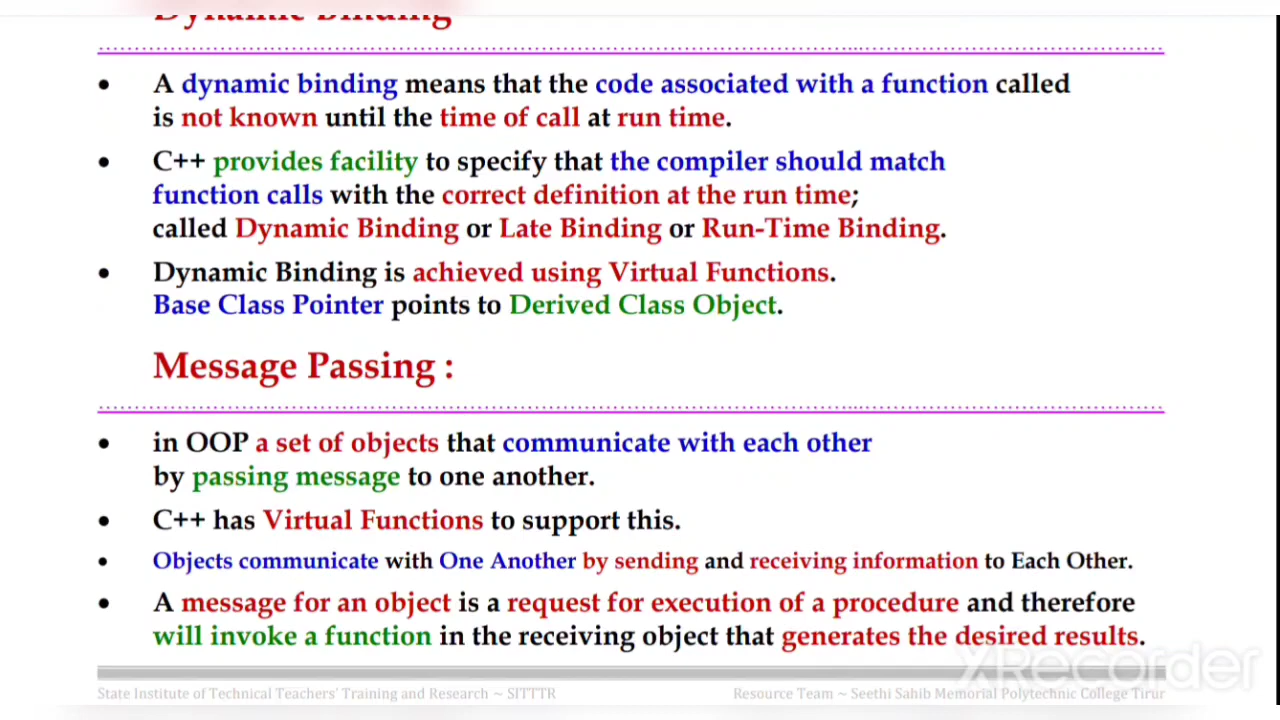 Dynamic Binding
• A dynamic binding means that the code associated with a function called
is not known until the time of call at run time.
• C++ provides facility to specify that the compiler should match
function calls with the correct definition at the run time;
called Dynamic Binding or Late Binding or Run-Time Binding.
• Dynamic Binding is achieved using Virtual Functions.
Base Class Pointer points to Derived Class Object.
Message Passing :
• in OOP a set of objects that communicate with each other
by passing message to one another.
• C++ has Virtual Functions to support this.
• Objects communicate with One Another by sending and receiving information to Each Other.
• A message for an object is a request for execution of a procedure and therefore
will invoke a function in the receiving object that generates the desired results.
XRecorder
State Institute of Technical Teachers' Training and Research ~ SITTTR
Resource Team ~ Seethi Sahib Memorial Polytechnic College Tirur